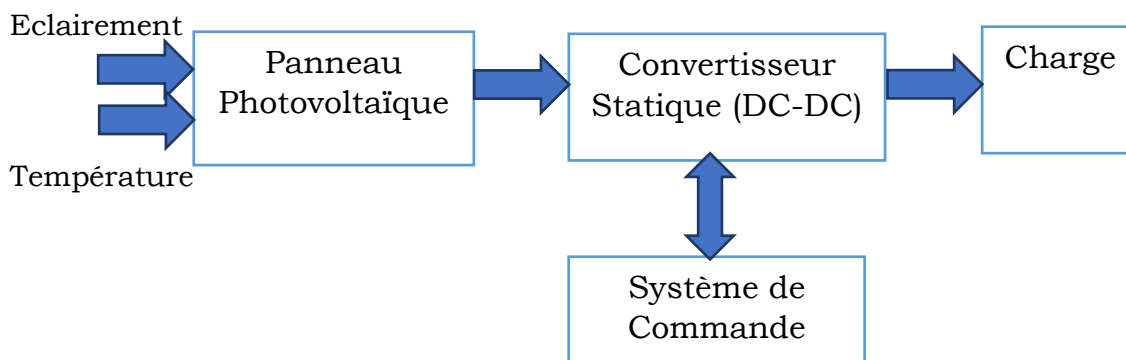 Eclairement
Température
Panneau
Photovoltaïque
Convertisseur
Statique (DC-DC)
Charge
Système de
Commande